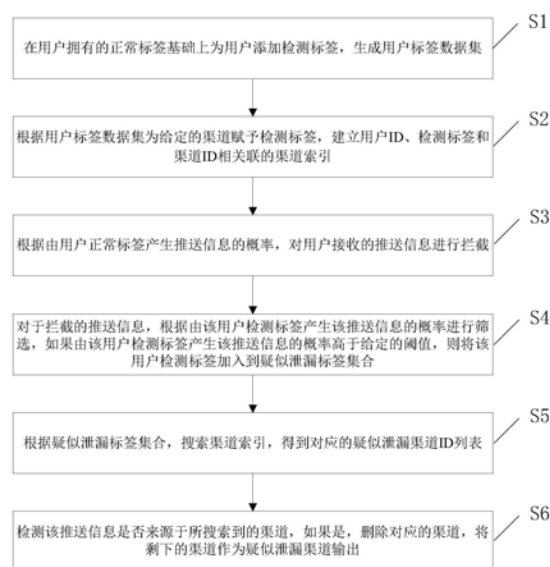 S1
在用户拥有的正常标签基础上为用户添加检测标签，生成用户标签数据集
S2
根据用户标签数据集为给定的渠道赋予检测标签，建立用户ID、检测标签和
渠道ID相关联的渠道索引
S3
根据由用户正常标签产生推送信息的概率，对用户接收的推送信息进行拦截
S4
对于拦截的推送信息，根据由该用户检测标签产生该推送信息的概率进行筛
选，如果由该用户检测标签产生该推送信息的概率高于给定的阈值，则将该
用户检测标签加入到疑似泄漏标签集合
S5
根据疑似泄漏标签集合，搜索渠道索引，得到对应的疑似泄漏渠道ID列表
S6
检测该推送信息是否来源于所搜索到的渠道，如果是，删除对应的渠道，将
剩下的渠道作为疑似泄漏渠道输出